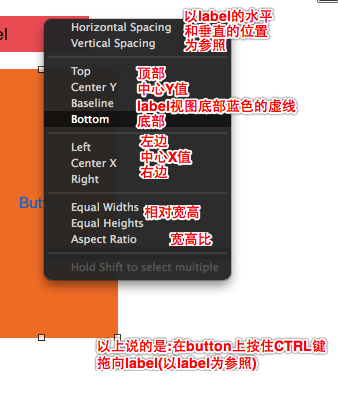 el
以label的水平
和垂直的位置
为参照
Horizontal Spacing
Vertical Spacing
Top 顶部
Center Y 中心Y值
Baseline label视图底部蓝色的虚线
Bottom 底部
Left 左边
Center X 中心X值
Right 右边
Butt
Equal Widths 相对宽高
Equal Heights
Aspect Ratio 宽高比
Hold Shift to select multiple
以上说的是:在button上按住CTRL键
拖向label(以label为参照)